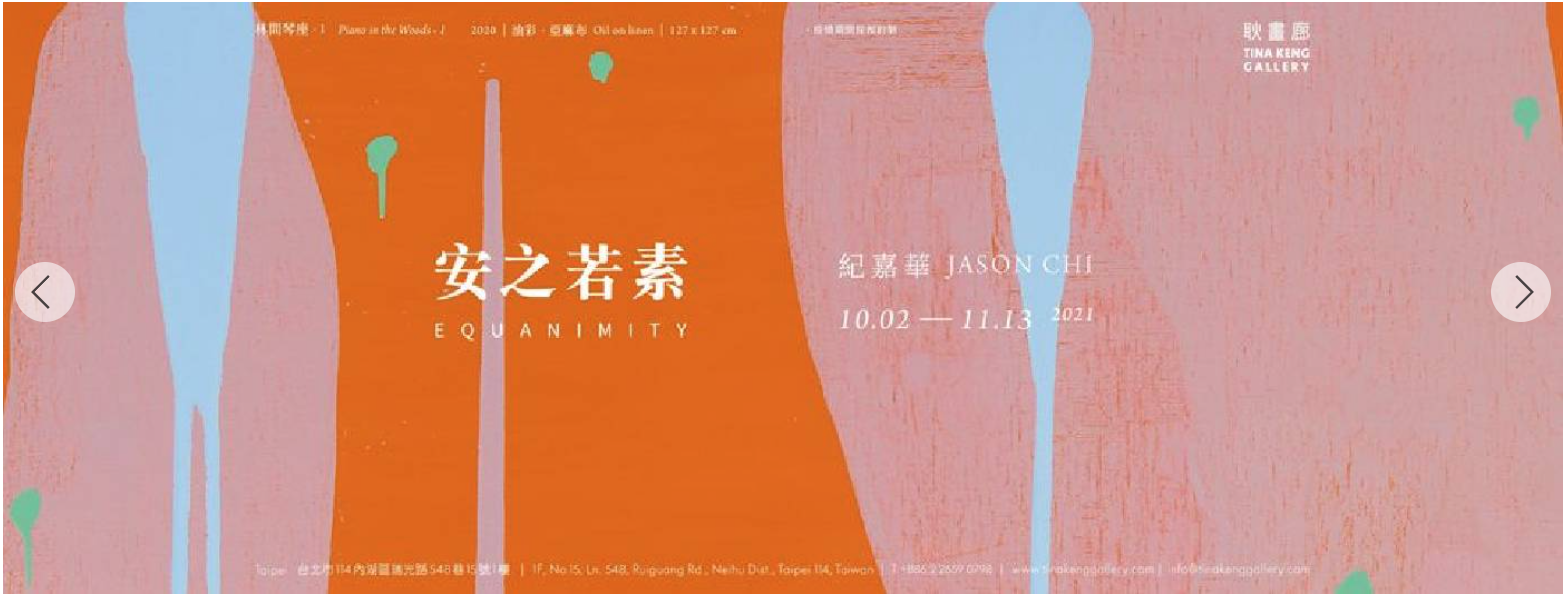 林間琴座 · I Piano in the Woods · I 2020 | 油彩 · 亞麻布 Oil on linen | 127 x 127 cm
耿畫廊
TINA KENG
GALLERY
安之若素
EQUANIMITY
紀嘉華 JASON CHI
10.02 — 11.13 2021
Taipei 台北市114內湖區瑞光路548巷15號1樓 | 1F, No.15, Ln. 548, Ruiguang Rd., Neihu Dist., Taipei 114, Taiwan | T +886.2.2659.0798 | www.tinakenggallery.com | info@tinakenggallery.com